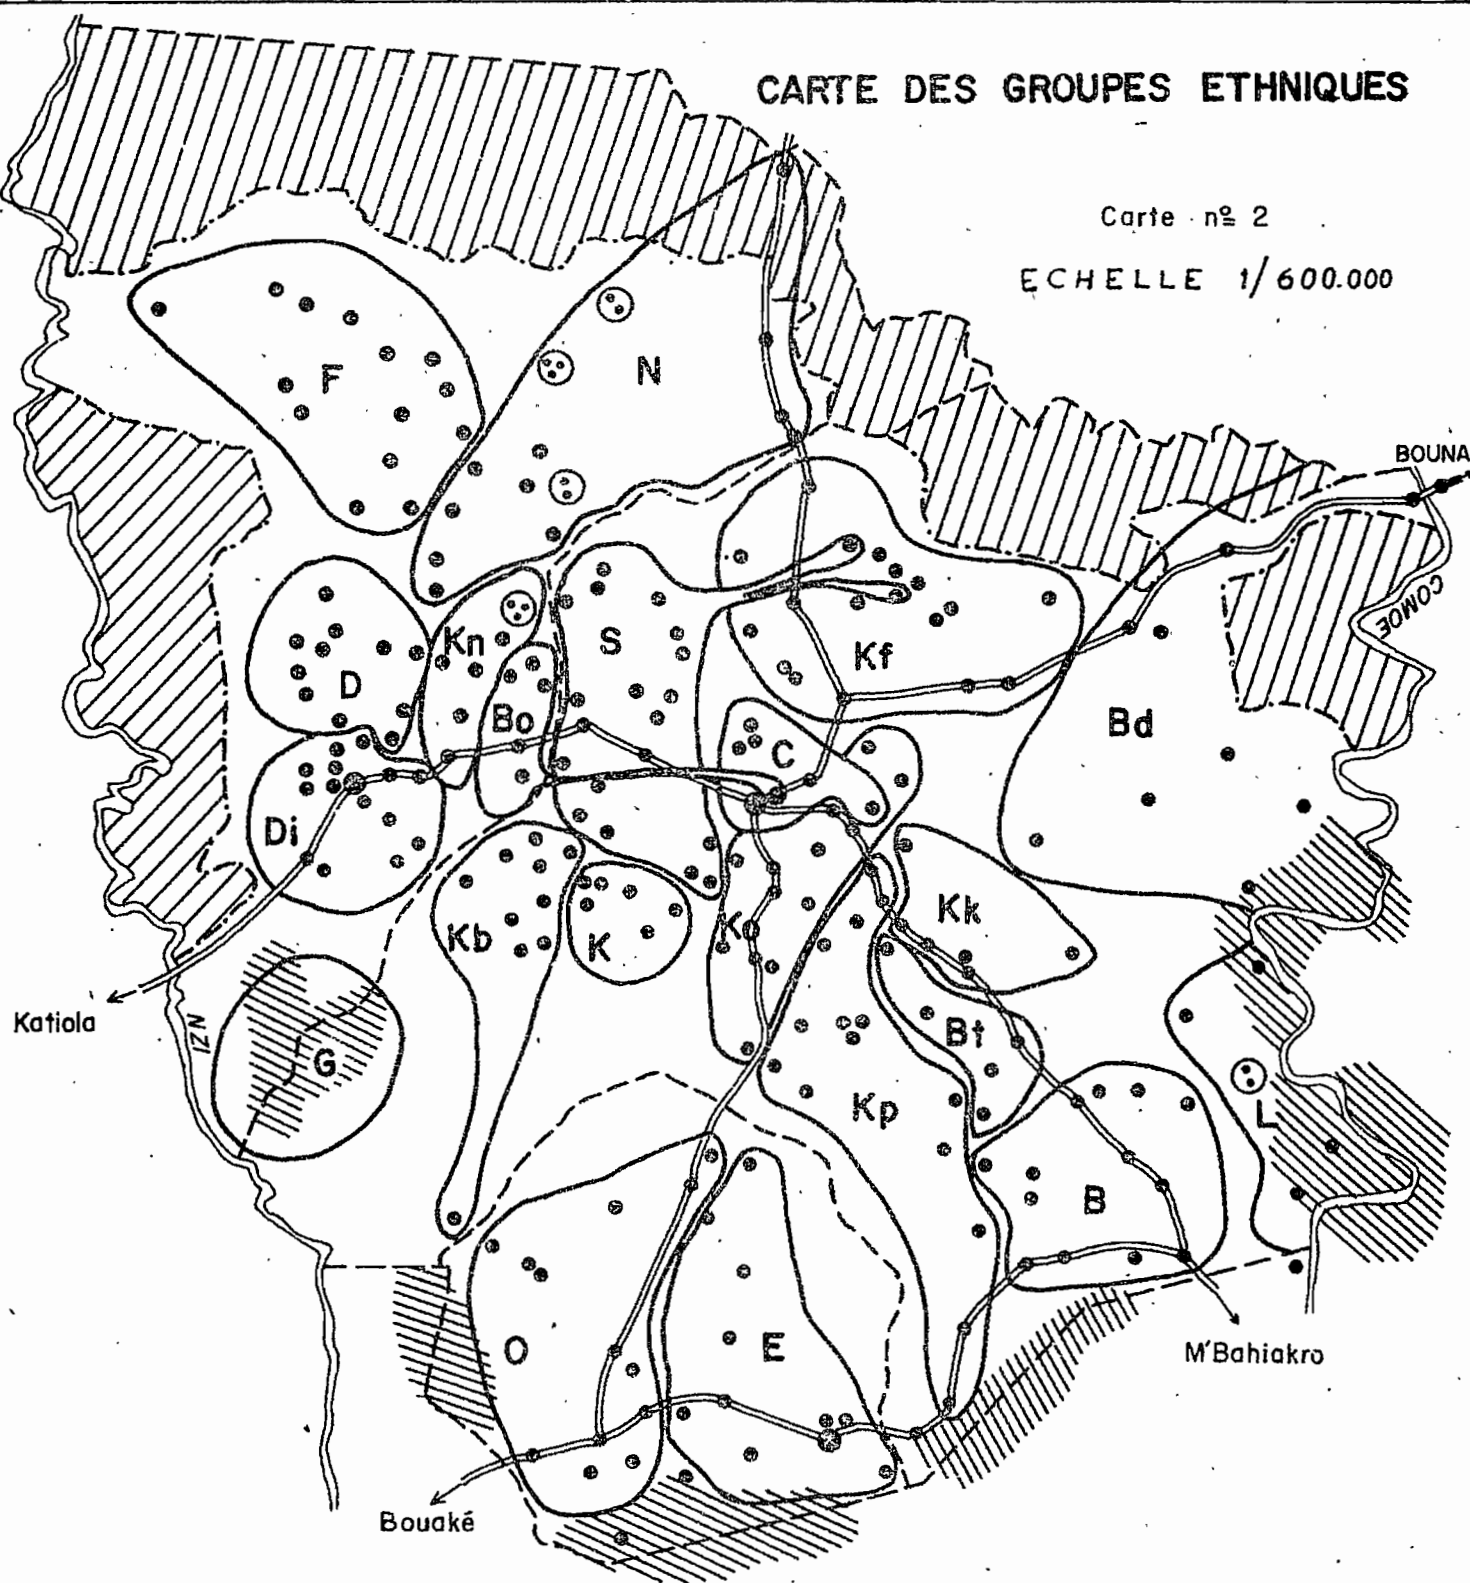 CARTE DES GROUPES ETHNIQUES
Carte nº 2
ECHELLE 1/600.000
F
N
BOUNA
COMOE
Kn
S
D
Bo
Kf
Bd
C
Di
Kb
K
Ko
Kk
Katiola
NZI
G
Bt
Kp
L
B
O
E
M'Bahiakro
Bouaké